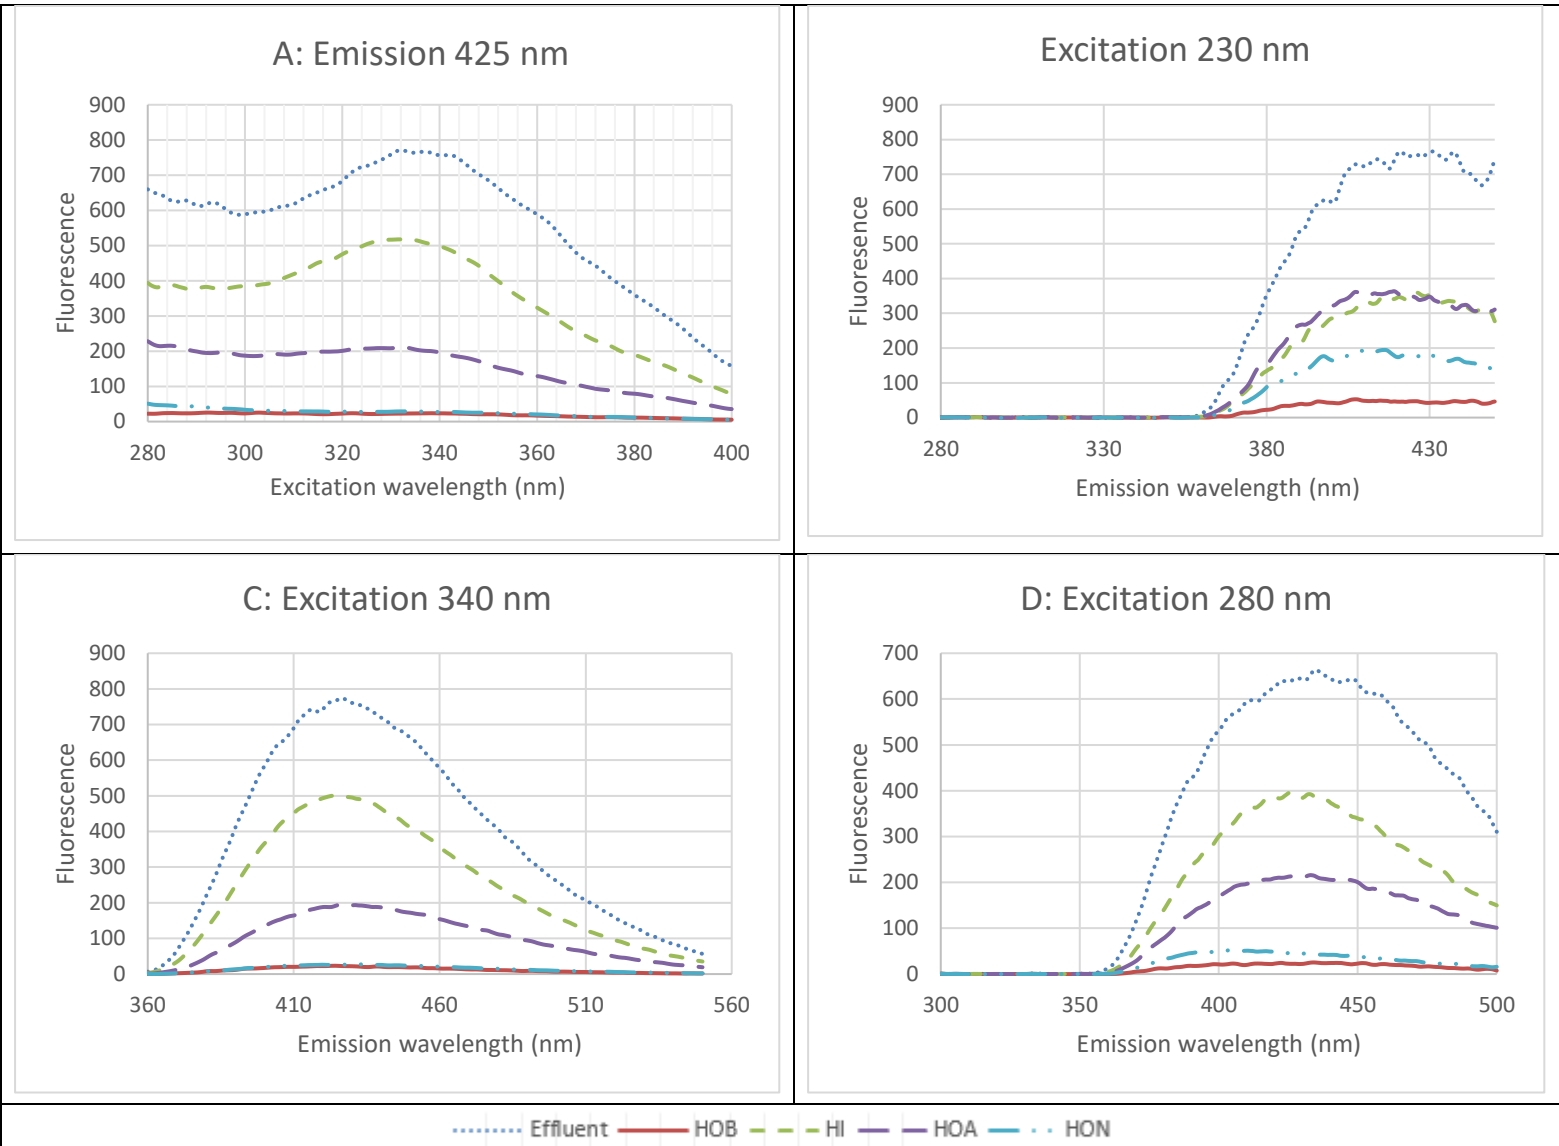 A: Emission 425 nm
900
800
700
600
500
400
300
200
100
0
Fluorescence
280 300 320 340 360 380 400
Excitation wavelength (nm)
Excitation 230 nm
900
800
700
600
500
400
300
200
100
0
Fluoresence
280 330 380 430
Emission wavelength (nm)
C: Excitation 340 nm
900
800
700
600
500
400
300
200
100
0
Fluorescence
360 410 460 510 560
Emission wavelength (nm)
D: Excitation 280 nm
700
600
500
400
300
200
100
0
Fluorescence
300 350 400 450 500
Emission wavelength (nm)
Effluent HOB HI HOA HON